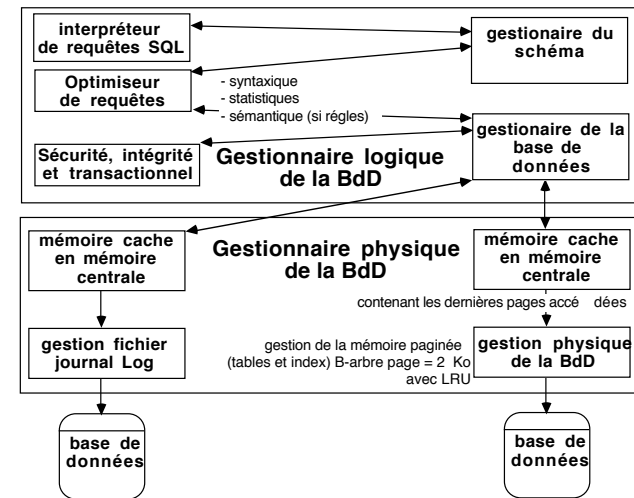 interpréteur
de requêtes SQL
gestionaire du
schéma
Optimiseur
de requêtes
- syntaxique
- statistiques
- sémantique (si régles)
gestionaire de la
base de
données
Sécurité, intégrité
et transactionnel
Gestionnaire logique
de la BdD
mémoire cache
en mémoire
centrale
Gestionnaire physique
de la BdD
mémoire cache
en mémoire
centrale
contenant les dernières pages accé dées
gestion fichier
journal Log
gestion de la mémoire paginée
(tables et index) B-arbre page = 2 Ko
avec LRU
gestion physique
de la BdD
base de
données
base de
données